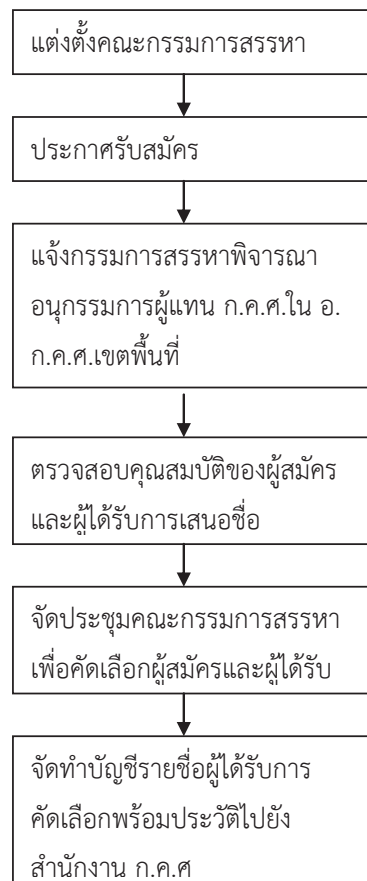 แต่งตั้งคณะกรรมการสรรหา
ประกาศรับสมัคร
แจ้งกรรมการสรรหาพิจารณา
อนุกรรมการผู้แทน ก.ค.ศ.ใน อ.
ก.ค.ศ.เขตพื้นที่
ตรวจสอบคุณสมบัติของผู้สมัคร
และผู้ได้รับการเสนอชื่อ
จัดประชุมคณะกรรมการสรรหา
เพื่อคัดเลือกผู้สมัครและผู้ได้รับ
จัดทำบัญชีรายชื่อผู้ได้รับการ
คัดเลือกพร้อมประวัติไปยัง
สำนักงาน ก.ค.ศ